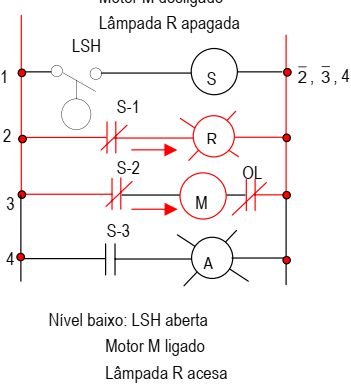 Motor M desligado
Lâmpada R apagada
LSH
1
S
2̅ , 3̅ , 4
S-1
2
R
S-2
OL
3
M
S-3
4
A
Nível baixo: LSH aberta
Motor M ligado
Lâmpada R acesa